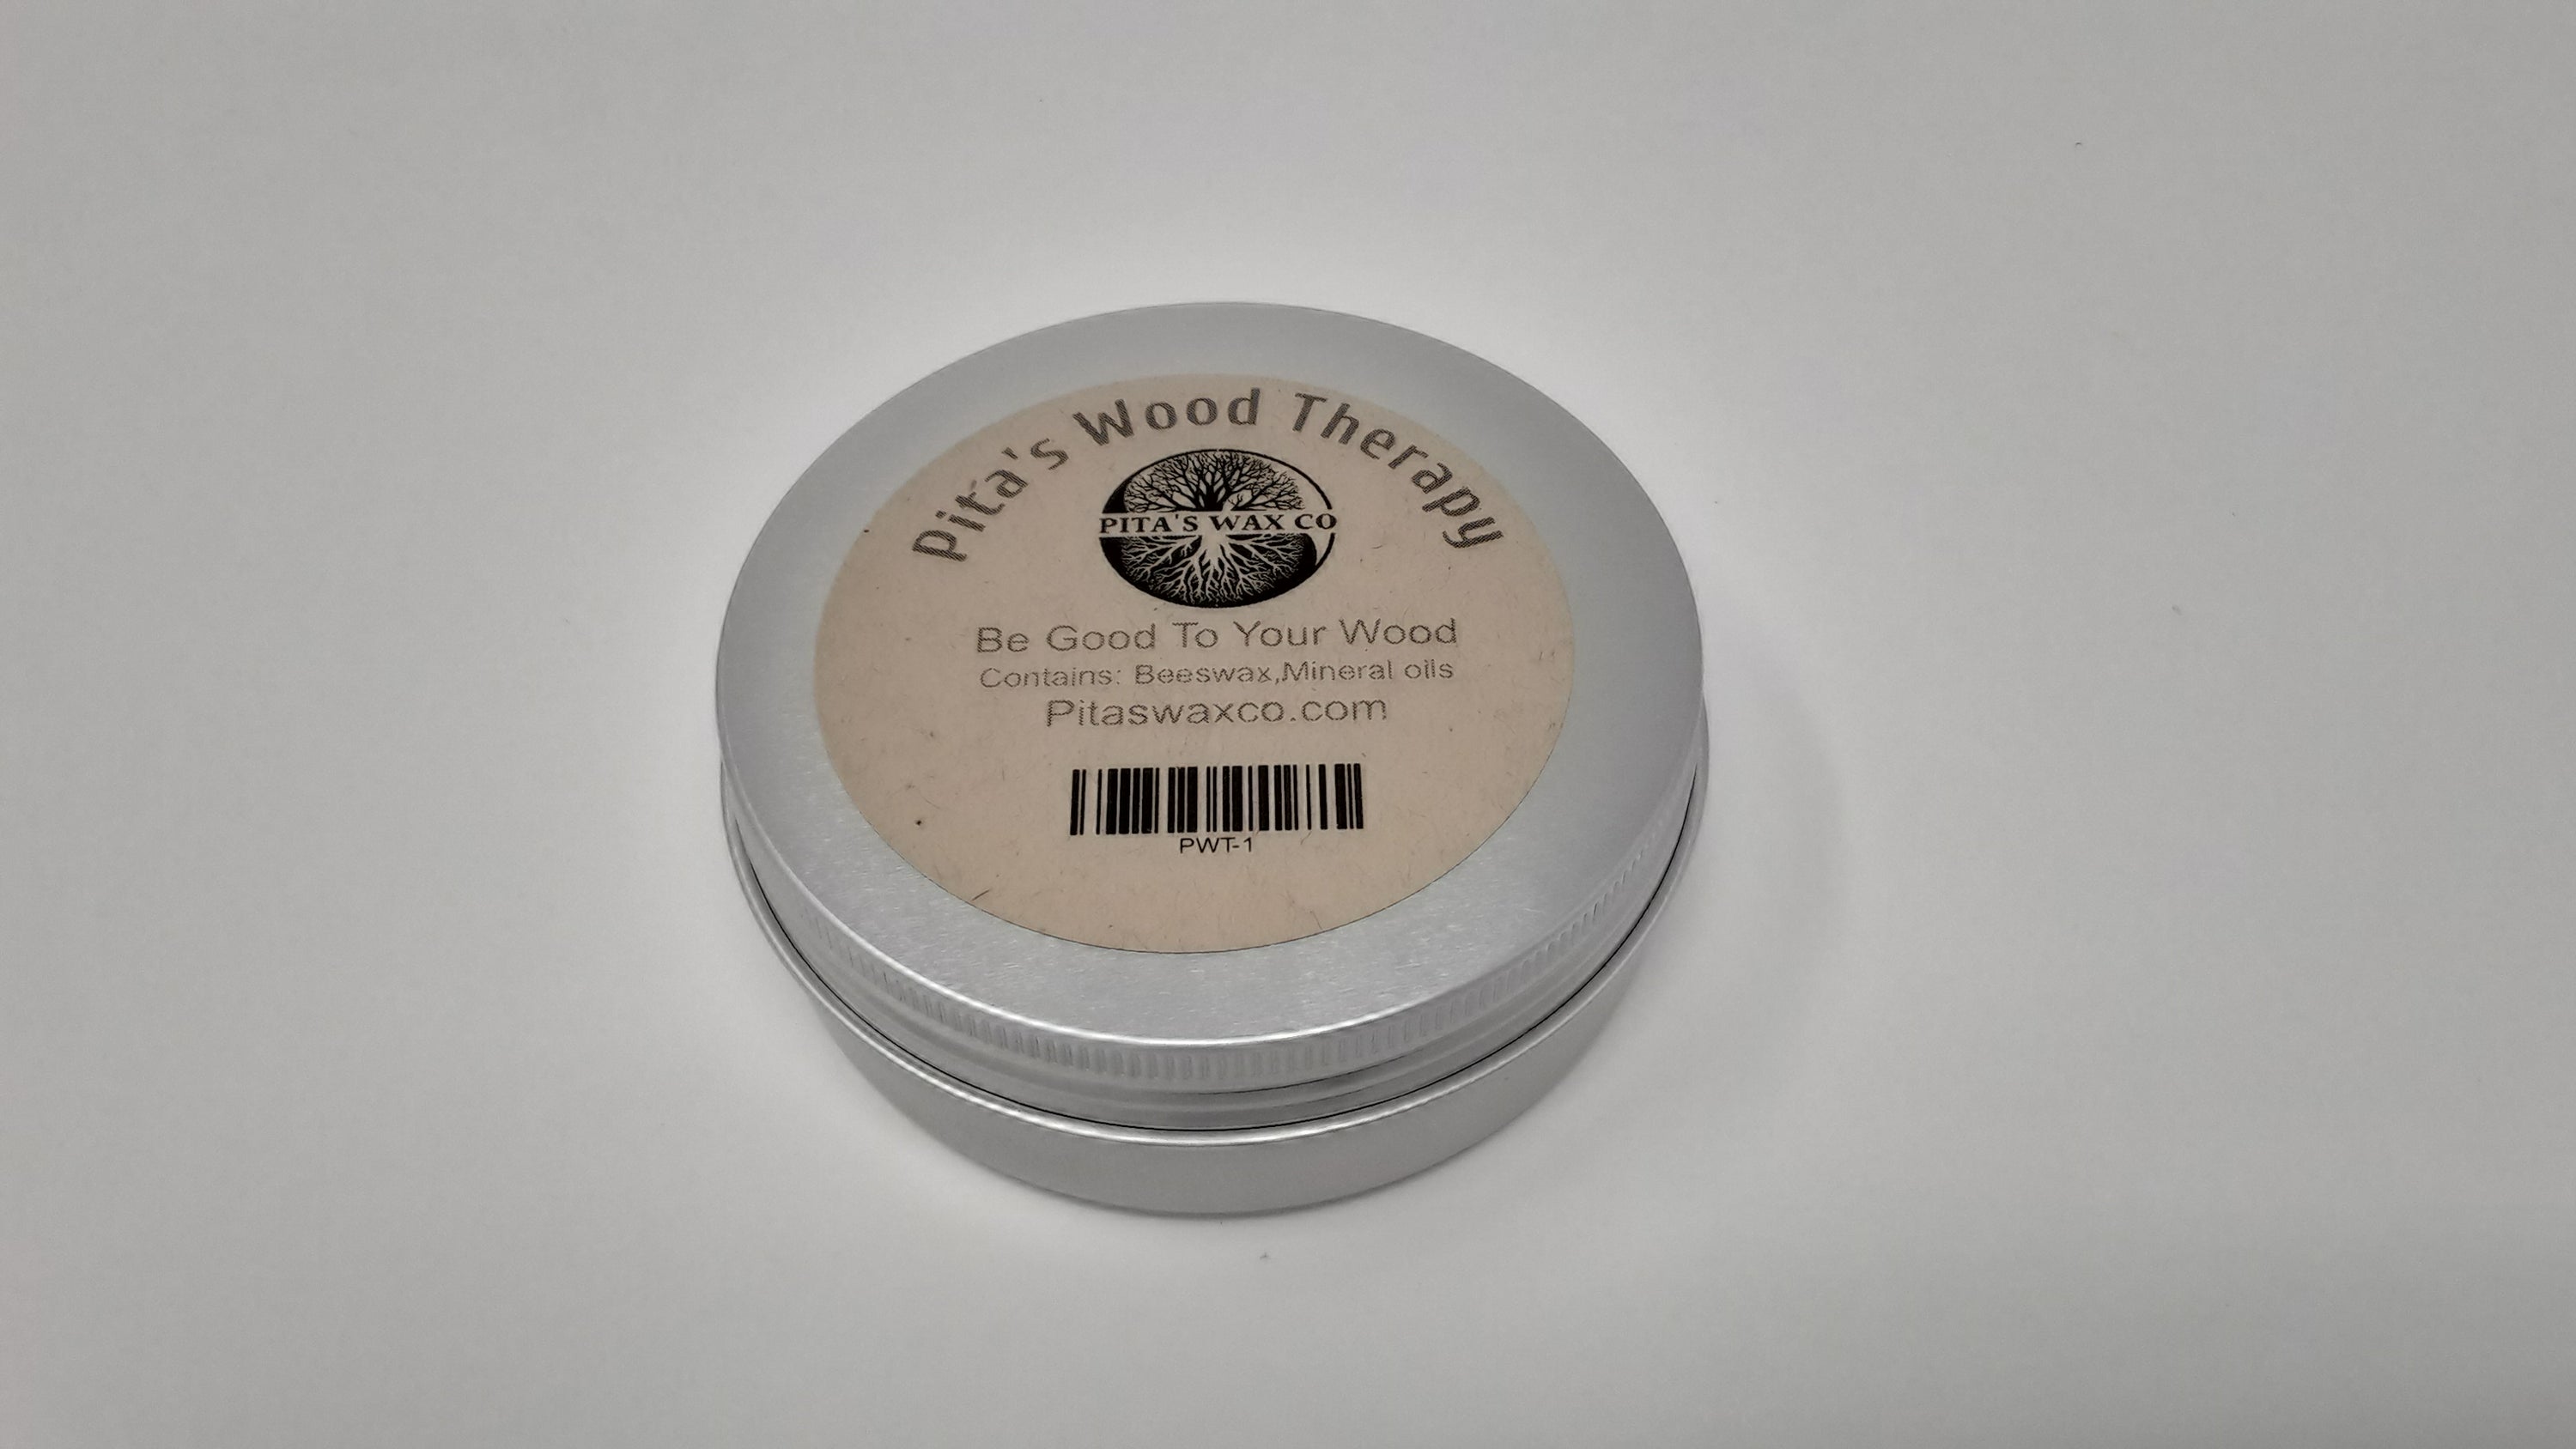 Pita's Wood Therapy
PITA'S WAX CO
Be Good To Your Wood
Contains: Beeswax,Mineral oils
Pitaswaxco.com
PWT-1